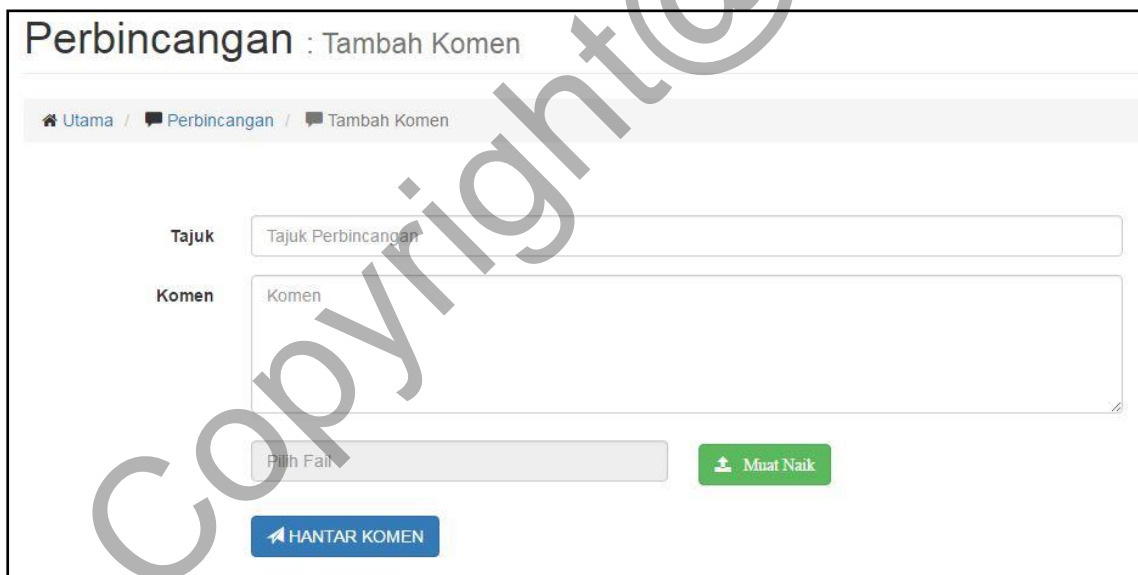 Perbincangan : Tambah Komen
Utama / Perbincangan / Tambah Komen
Tajuk Tajuk Perbincangan
Komen Komen
Pilih Fail Muat Naik
HANTAR KOMEN
Copyright@